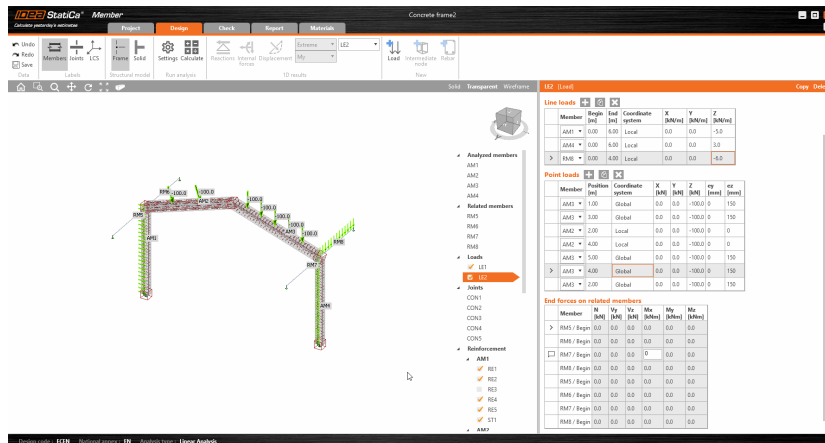 IDEA StatiCa® Member
Calculate yesterday's estimates
Concrete frame2
Project Design Check Report Materials
Undo
Redo
Save
Members Joints LCS Frame Solid Settings Calculate Reactions Internal forces Displacement Extreme LE2 My Load Intermediate node Rebar
Data Labels Structural model Run analysis 1D results New
Solid Transparent Wireframe
LE2 [Load] Copy Dele
Line loads
Member Begin [m] End [m] Coordinate system X [kN/m] Y [kN/m] Z [kN/m]
AM1 0.00 6.00 Local 0.0 0.0 -5.0
AM4 0.00 6.00 Local 0.0 0.0 3.0
> RM8 0.00 4.00 Local 0.0 0.0 -8.0
Point loads
Member Position [m] Coordinate system X [kN] Y [kN] Z [kN] ey [mm] ez [mm]
AM3 1.00 Global 0.0 0.0 -100.0 0 150
AM3 3.00 Global 0.0 0.0 -100.0 0 150
AM2 2.00 Local 0.0 0.0 -100.0 0 0
AM2 4.00 Local 0.0 0.0 -100.0 0 0
AM3 5.00 Global 0.0 0.0 -100.0 0 150
> AM3 4.00 Global 0.0 0.0 -100.0 0 150
AM3 2.00 Global 0.0 0.0 -100.0 0 150
End forces on related members
Member N [kN] Vy [kN] Vz [kN] Mx [kNm] My [kNm] Mz [kNm]
> RM5 / Begin 0.0 0.0 0.0 0.0 0.0 0.0
RM6 / Begin 0.0 0.0 0.0 0.0 0.0 0.0
RM7 / Begin 0.0 0.0 0.0 0 0.0 0.0
RM8 / Begin 0.0 0.0 0.0 0.0 0.0 0.0
RM5 / Begin 0.0 0.0 0.0 0.0 0.0 0.0
RM6 / Begin 0.0 0.0 0.0 0.0 0.0 0.0
RM7 / Begin 0.0 0.0 0.0 0.0 0.0 0.0
RM8 / Begin 0.0 0.0 0.0 0.0 0.0 0.0
Analyzed members
AM1
AM2
AM3
AM4
Related members
RM5
RM6
RM7
RM8
Loads
LE1
LE2
Joints
CON1
CON2
CON3
CON4
CON5
Reinforcement
AM1
RE1
RE2
RE3
RE4
RE5
ST1
AM2
RM6 -100.0 -100.0
AM2
RM5
-100.0
-100.0
-100.0
AM1
AM3 -100.0
-100.0
RM8
RM7
AM4
Design code: ECEN National annex: EN Analysis type: Linear Analysis